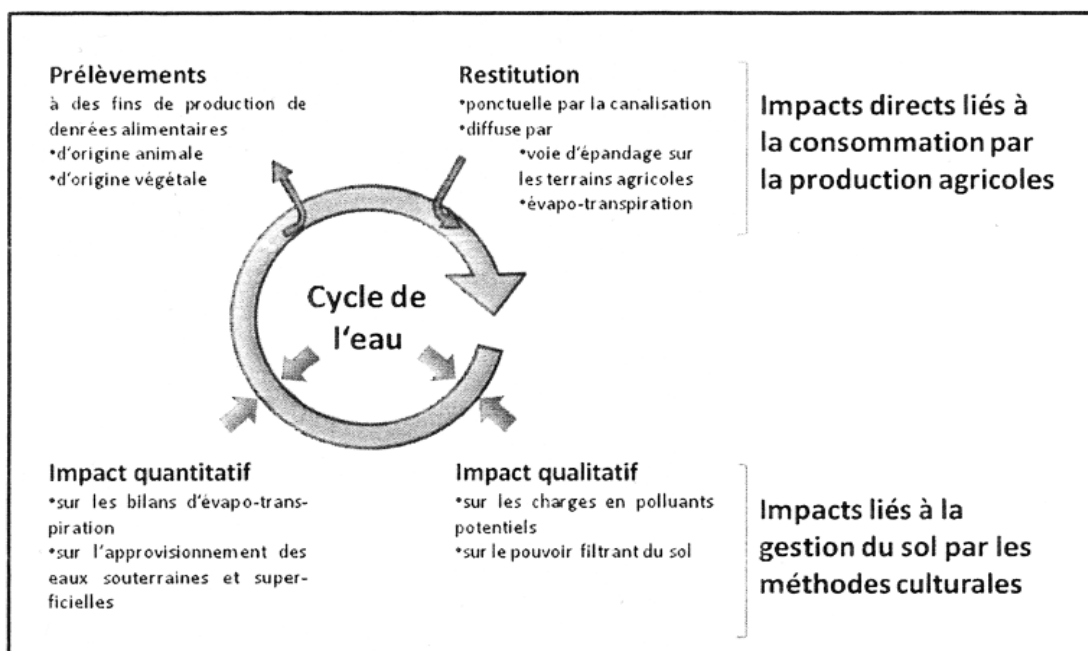 Prélèvements
à des fins de production de
denrées alimentaires
•d'origine animale
•d'origine végétale
Restitution
•ponctuelle par la canalisation
•diffuse par
•voie d'épandage sur
les terrains agricoles
•évapo-transpiration
Impacts directs liés à
la consommation par
la production agricoles
Cycle de
l'eau
Impact quantitatif
•sur les bilans d'évapo-trans-
piration
•sur l'approvisionnement des
eaux souterraines et super-
ficielles
Impact qualitatif
•sur les charges en polluants
potentiels
•sur le pouvoir filtrant du sol
Impacts liés à la
gestion du sol par les
méthodes culturales